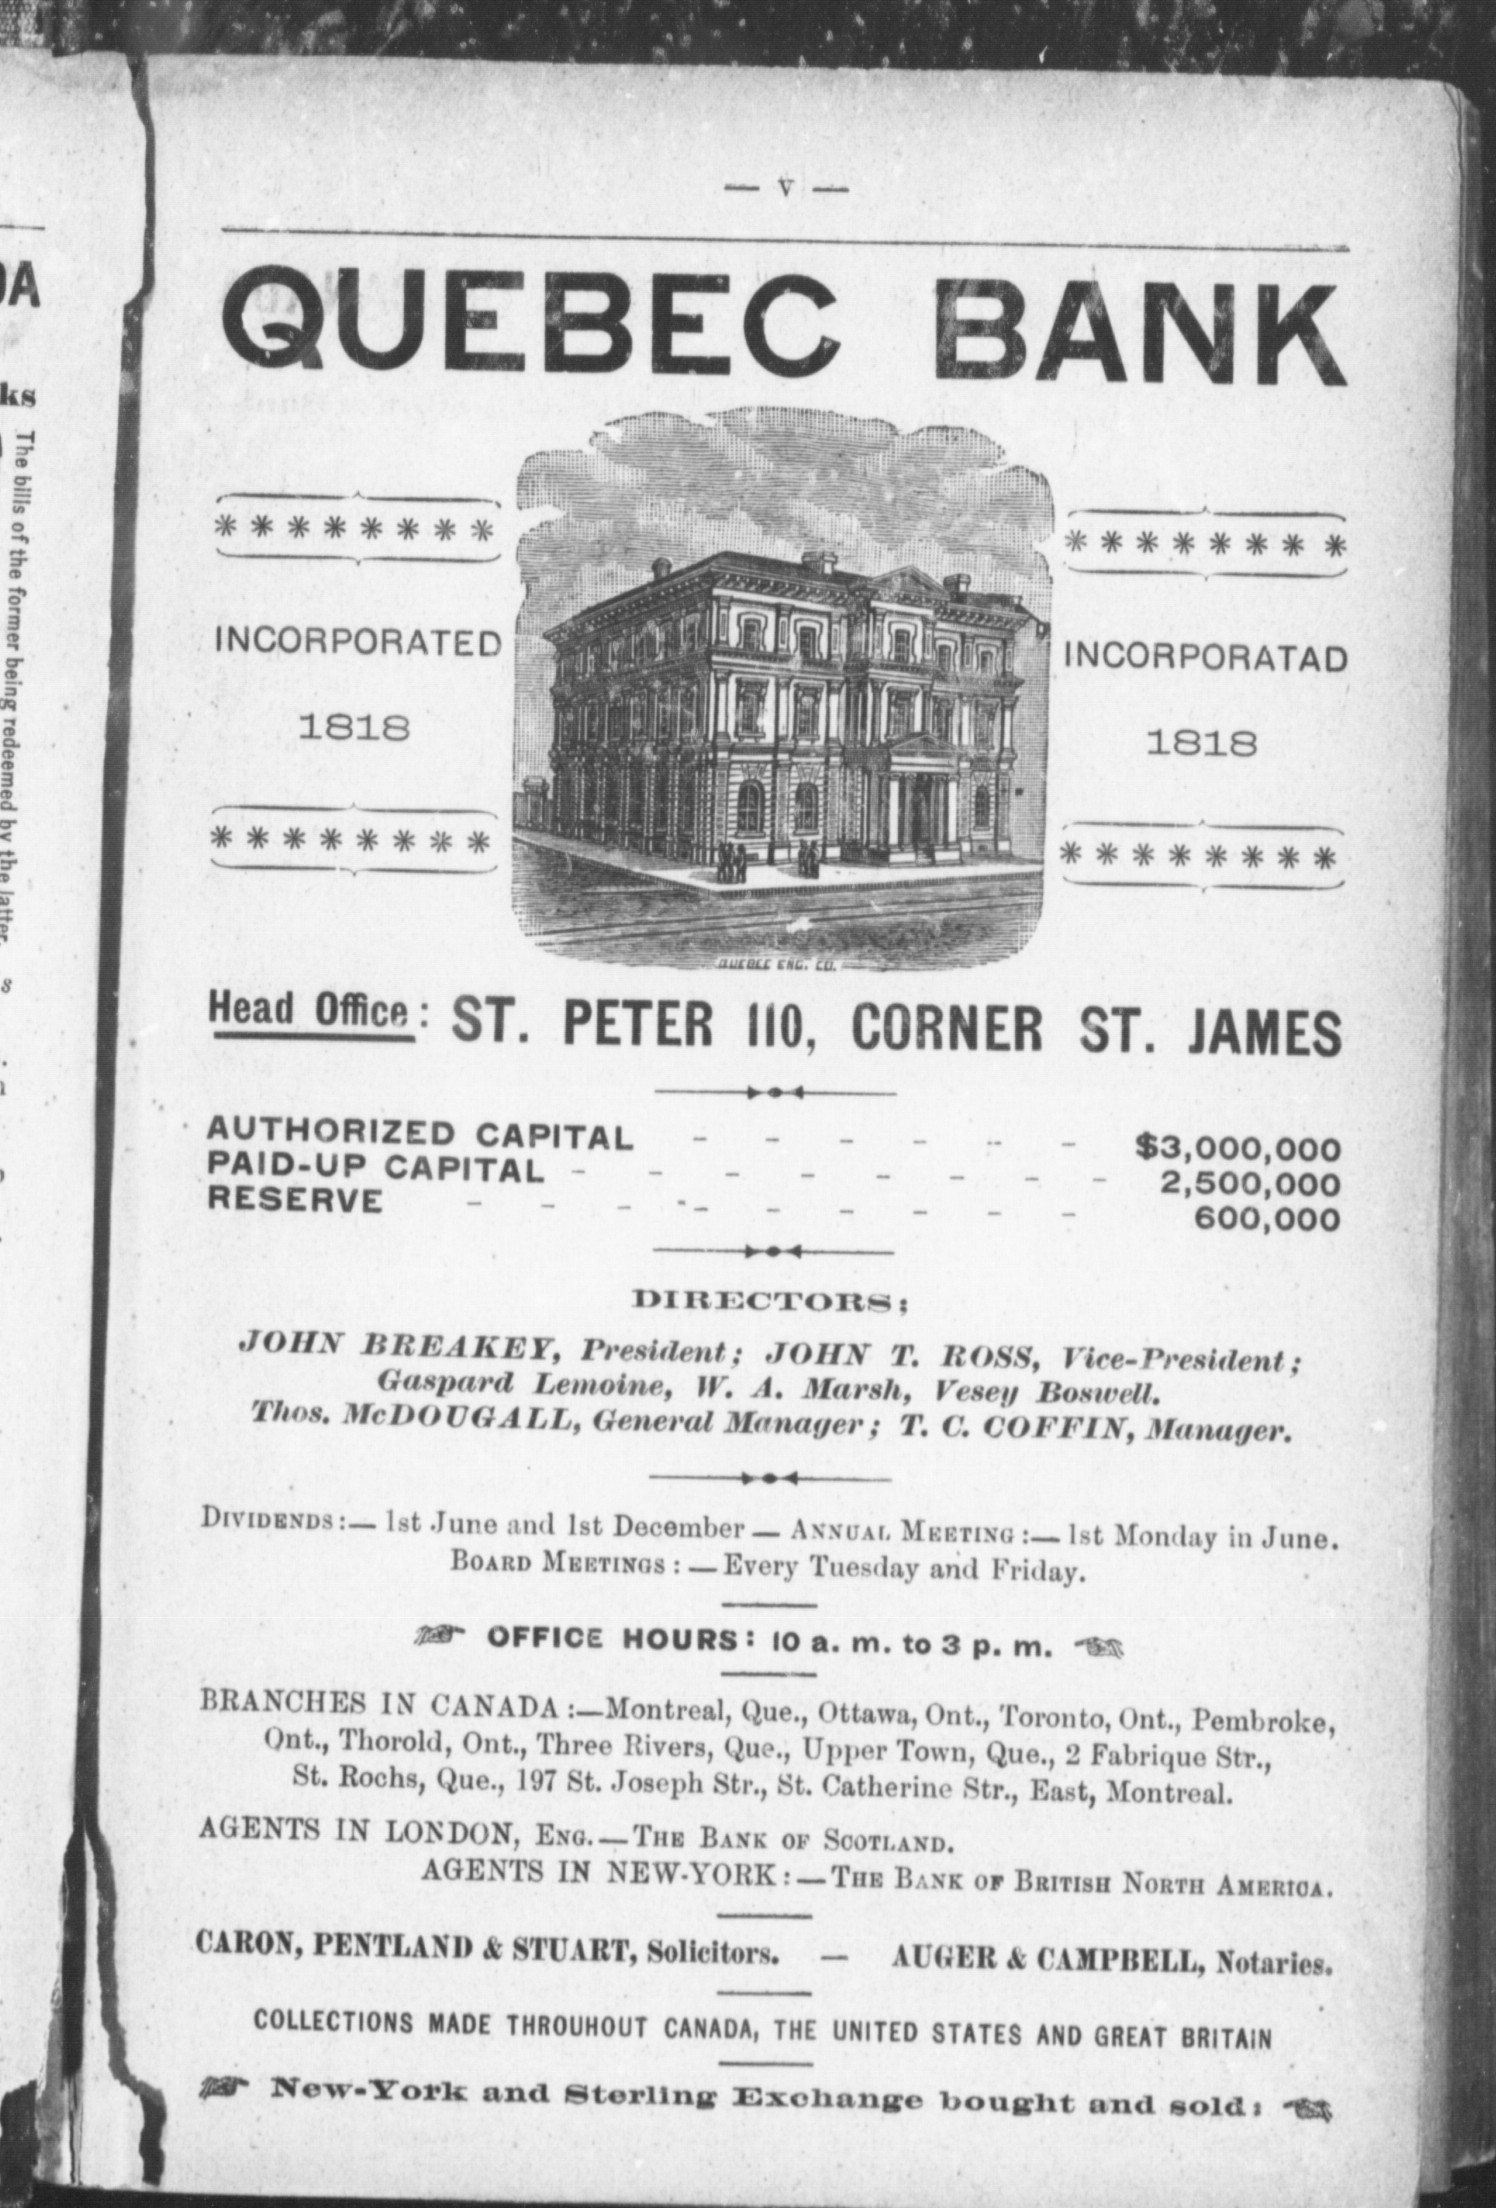 — V —
QUEBEC BANK
* * * * * * * *
* * * * * * * *
INCORPORATED
INCORPORATAD
1818
1818
* * * * * * * *
* * * * * * * *
QUEBEC ENG. CO.
Head Office: ST. PETER 110, CORNER ST. JAMES
AUTHORIZED CAPITAL - - - - - - $3,000,000
PAID-UP CAPITAL - - - - - - - - 2,500,000
RESERVE - - - - - - - - - 600,000
DIRECTORS;
JOHN BREAKEY, President; JOHN T. ROSS, Vice-President;
Gaspard Lemoine, W. A. Marsh, Vesey Boswell.
Thos. McDOUGALL, General Manager; T. C. COFFIN, Manager.
DIVIDENDS:— 1st June and 1st December — ANNUAL MEETING:— 1st Monday in June.
BOARD MEETINGS: — Every Tuesday and Friday.
OFFICE HOURS: 10 a. m. to 3 p. m.
BRANCHES IN CANADA:—Montreal, Que., Ottawa, Ont., Toronto, Ont., Pembroke,
Ont., Thorold, Ont., Three Rivers, Que., Upper Town, Que., 2 Fabrique Str.,
St. Rochs, Que., 197 St. Joseph Str., St. Catherine Str., East, Montreal.
AGENTS IN LONDON, ENG.—THE BANK OF SCOTLAND.
AGENTS IN NEW-YORK:—THE BANK OF BRITISH NORTH AMERICA.
CARON, PENTLAND & STUART, Solicitors. — AUGER & CAMPBELL, Notaries.
COLLECTIONS MADE THROUHOUT CANADA, THE UNITED STATES AND GREAT BRITAIN
New-York and Sterling Exchange bought and sold:
DA
ks
The bills of the former being redeemed by the latter.
s